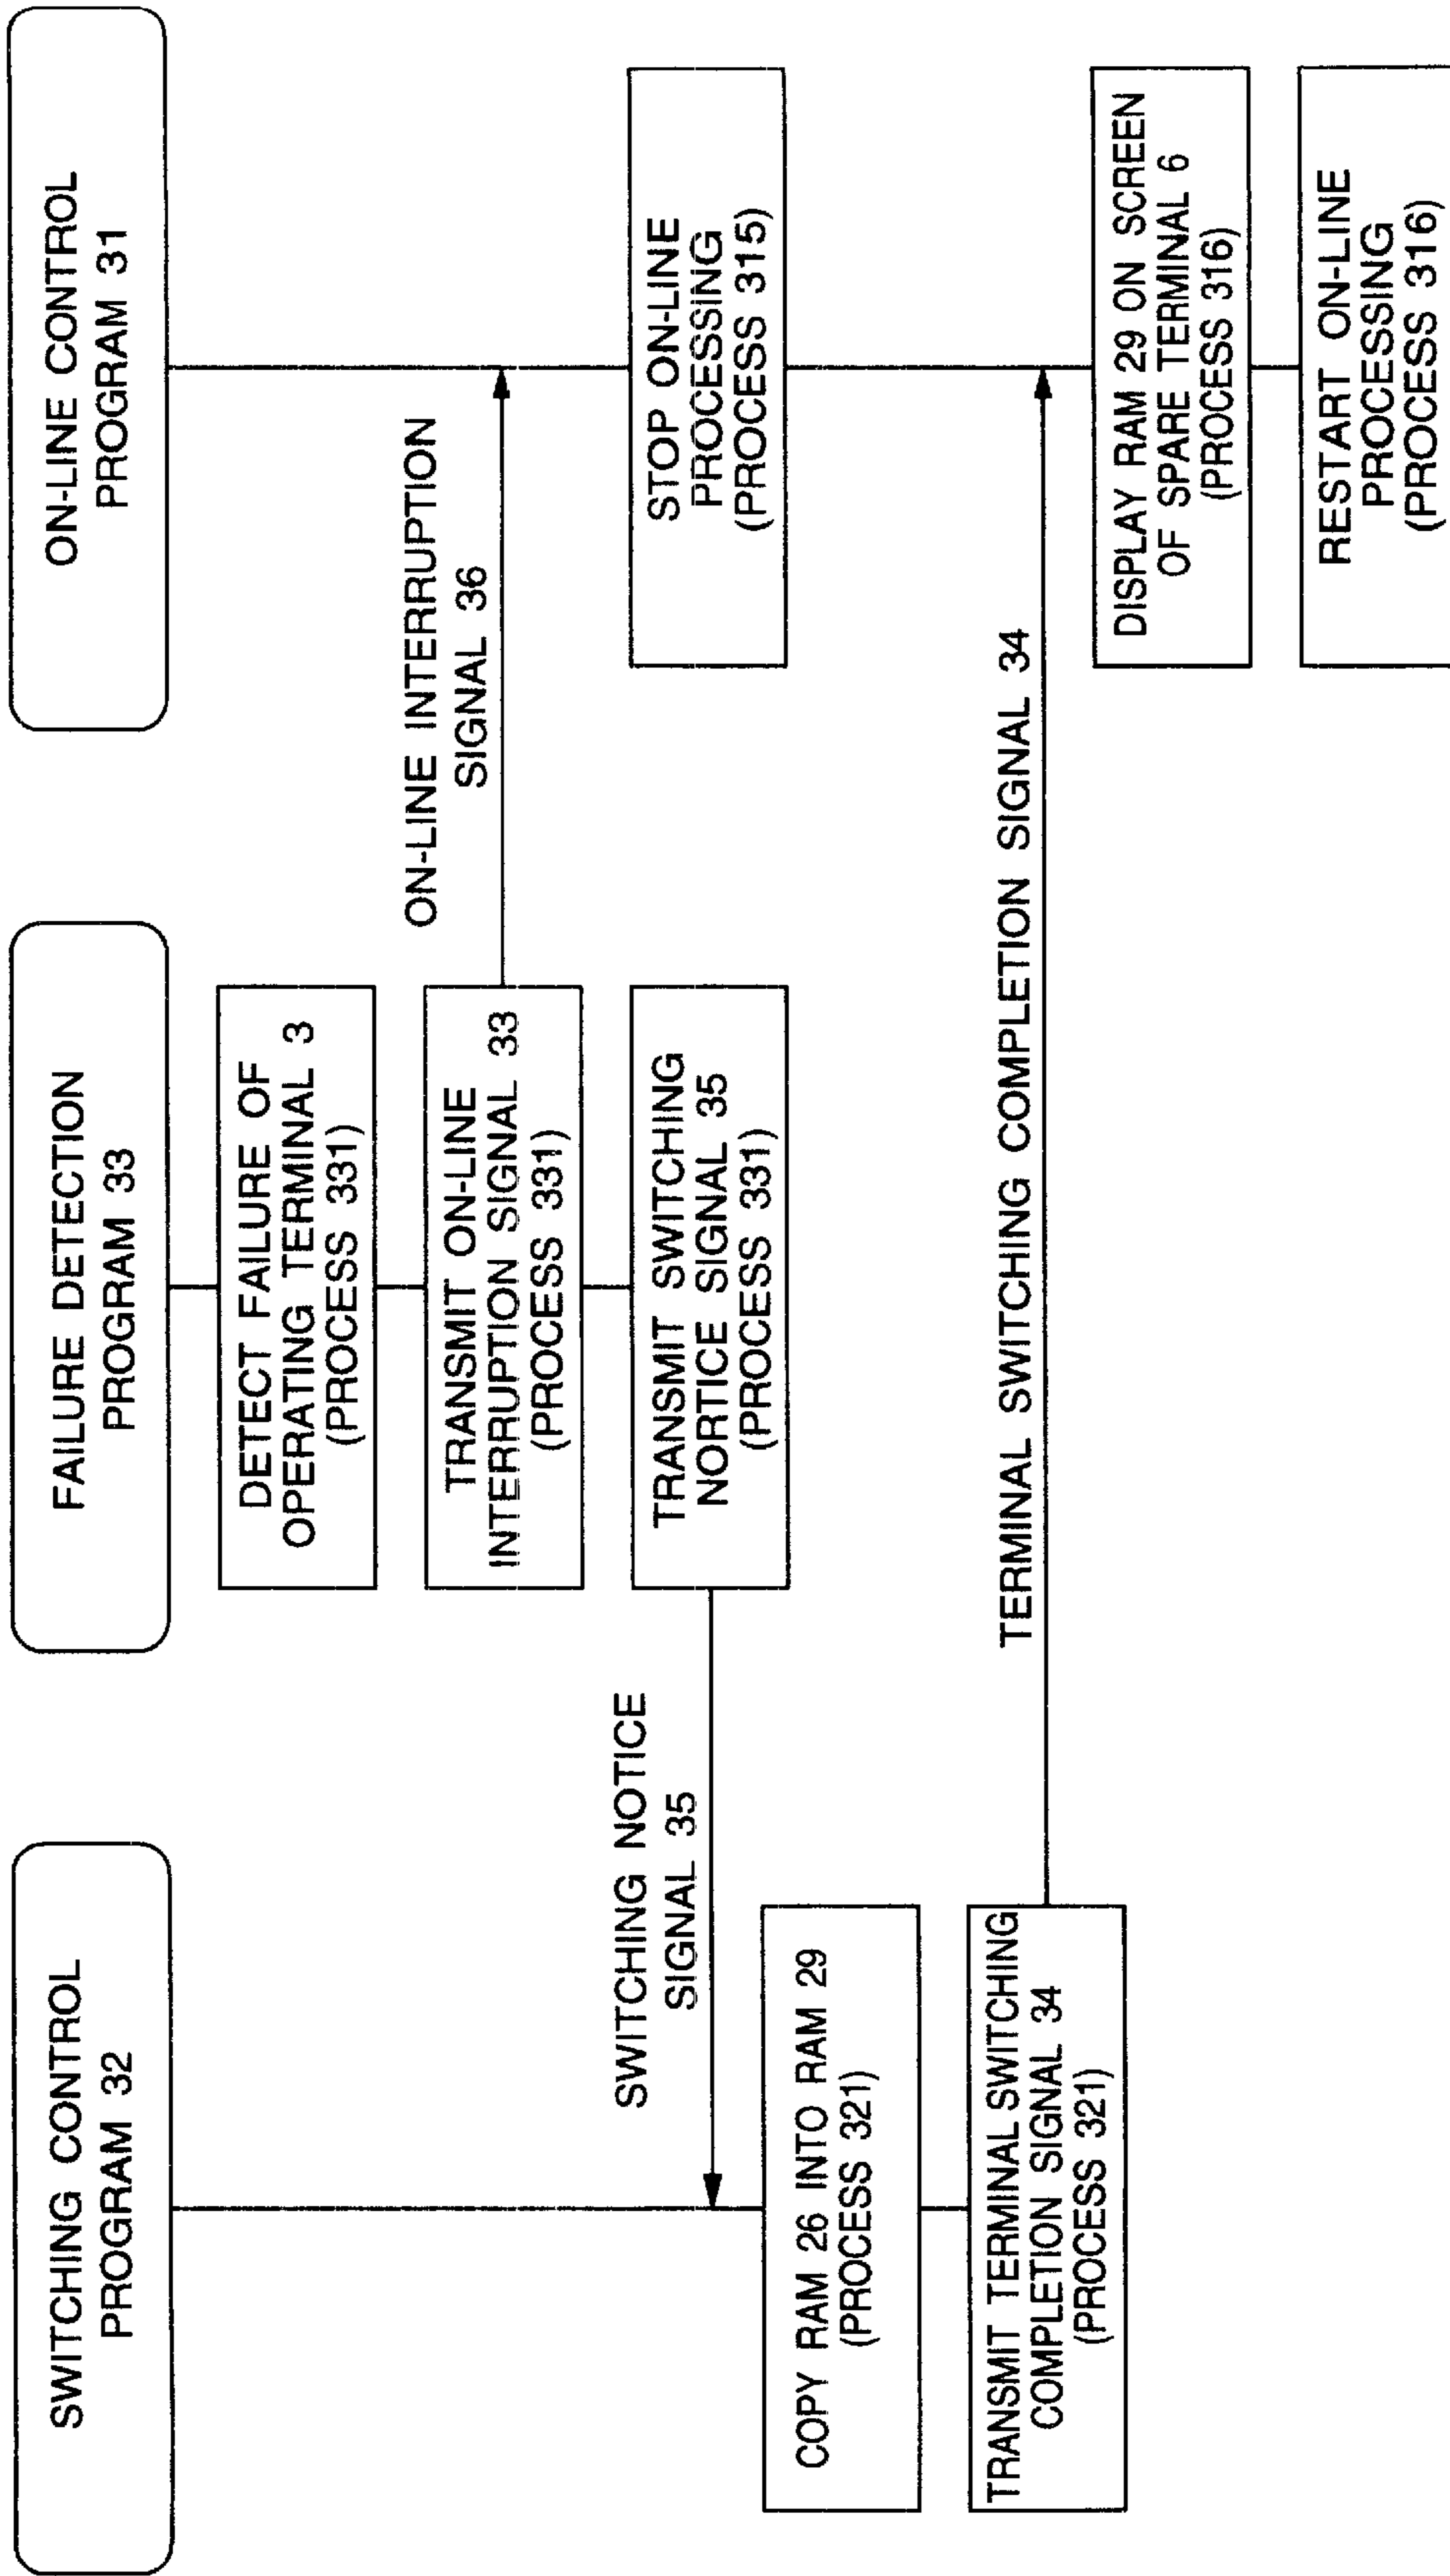 SWITCHING CONTROL
PROGRAM 32
FAILURE DETECTION
PROGRAM 33
ON-LINE CONTROL
PROGRAM 31
DETECT FAILURE OF
OPERATING TERMINAL 3
(PROCESS 331)
ON-LINE INTERRUPTION
SIGNAL 36
TRANSMIT ON-LINE
INTERRUPTION SIGNAL 33
(PROCESS 331)
SWITCHING NOTICE
SIGNAL 35
TRANSMIT SWITCHING
NORTICE SIGNAL 35
(PROCESS 331)
STOP ON-LINE
PROCESSING
(PROCESS 315)
COPY RAM 26 INTO RAM 29
(PROCESS 321)
TRANSMIT TERMINAL SWITCHING
COMPLETION SIGNAL 34
(PROCESS 321)
TERMINAL SWITCHING COMPLETION SIGNAL 34
DISPLAY RAM 29 ON SCREEN
OF SPARE TERMINAL 6
(PROCESS 316)
RESTART ON-LINE
PROCESSING
(PROCESS 316)